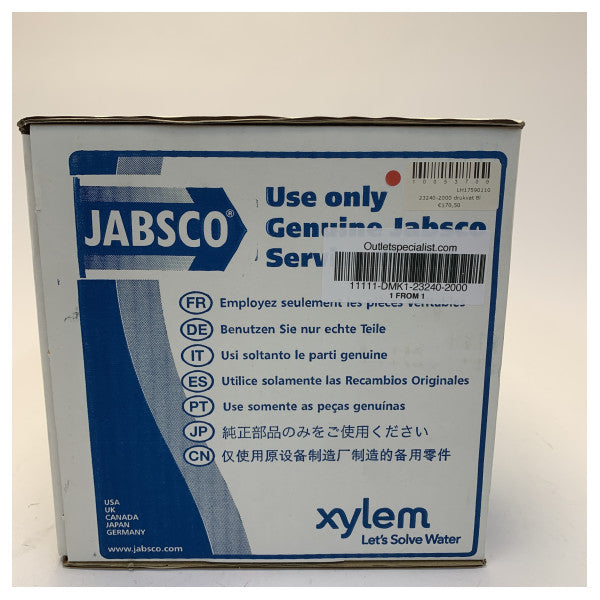 JABSCO®
Use only
Genuine Jabsco
Serv
10053700
LH17590110
23240-2000 drukvat Bl
€170,50
Outletspecialist.com
11111-DMK1-23240-2000
1 FROM 1
FR Employez seulement les pièces véritables
DE Benutzen Sie nur echte Teile
IT Usi soltanto le parti genuine
ES Utilice solamente las Recambios Originales
PT Use somente as peças genuínas
JP 純正部品のみをご使用ください
CN 仅使用原设备制造厂制造的备用零件
USA
UK
CANADA
JAPAN
GERMANY
www.jabsco.com
xylem
Let's Solve Water